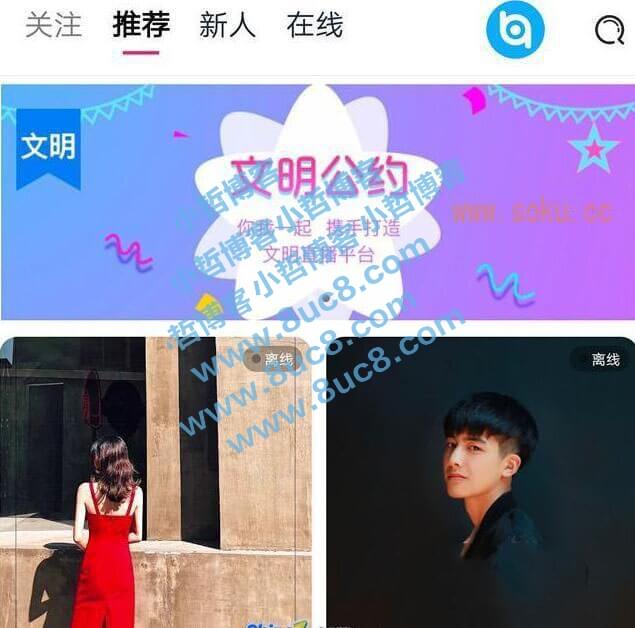 关注 推荐 新人 在线
文明
文明公约
你我一起 携手打造
文明直播平台
www.soku.cc
小哲博客小哲博客
小哲博客小哲博客
www.8uc8.com
www.8uc8.com
www.8uc8.com
离线
离线